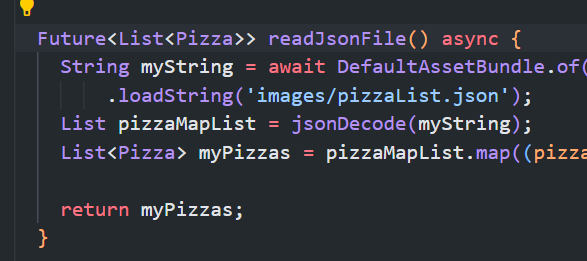 Future<List<Pizza>> readJsonFile() async {
String myString = await DefaultAssetBundle.of(
.loadString('images/pizzaList.json');
List pizzaMapList = jsonDecode(myString);
List<Pizza> myPizzas = pizzaMapList.map((pizza
return myPizzas;
}